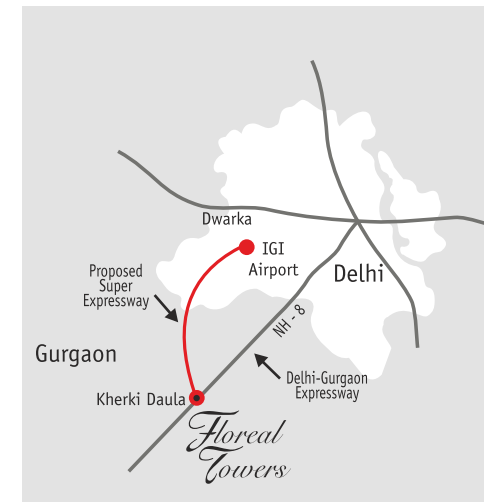 Dwarka
IGI
Airport
Delhi
Proposed
Super
Expressway
NH - 8
Gurgaon
Delhi-Gurgaon
Expressway
Kherki Daula
Floreal
Towers